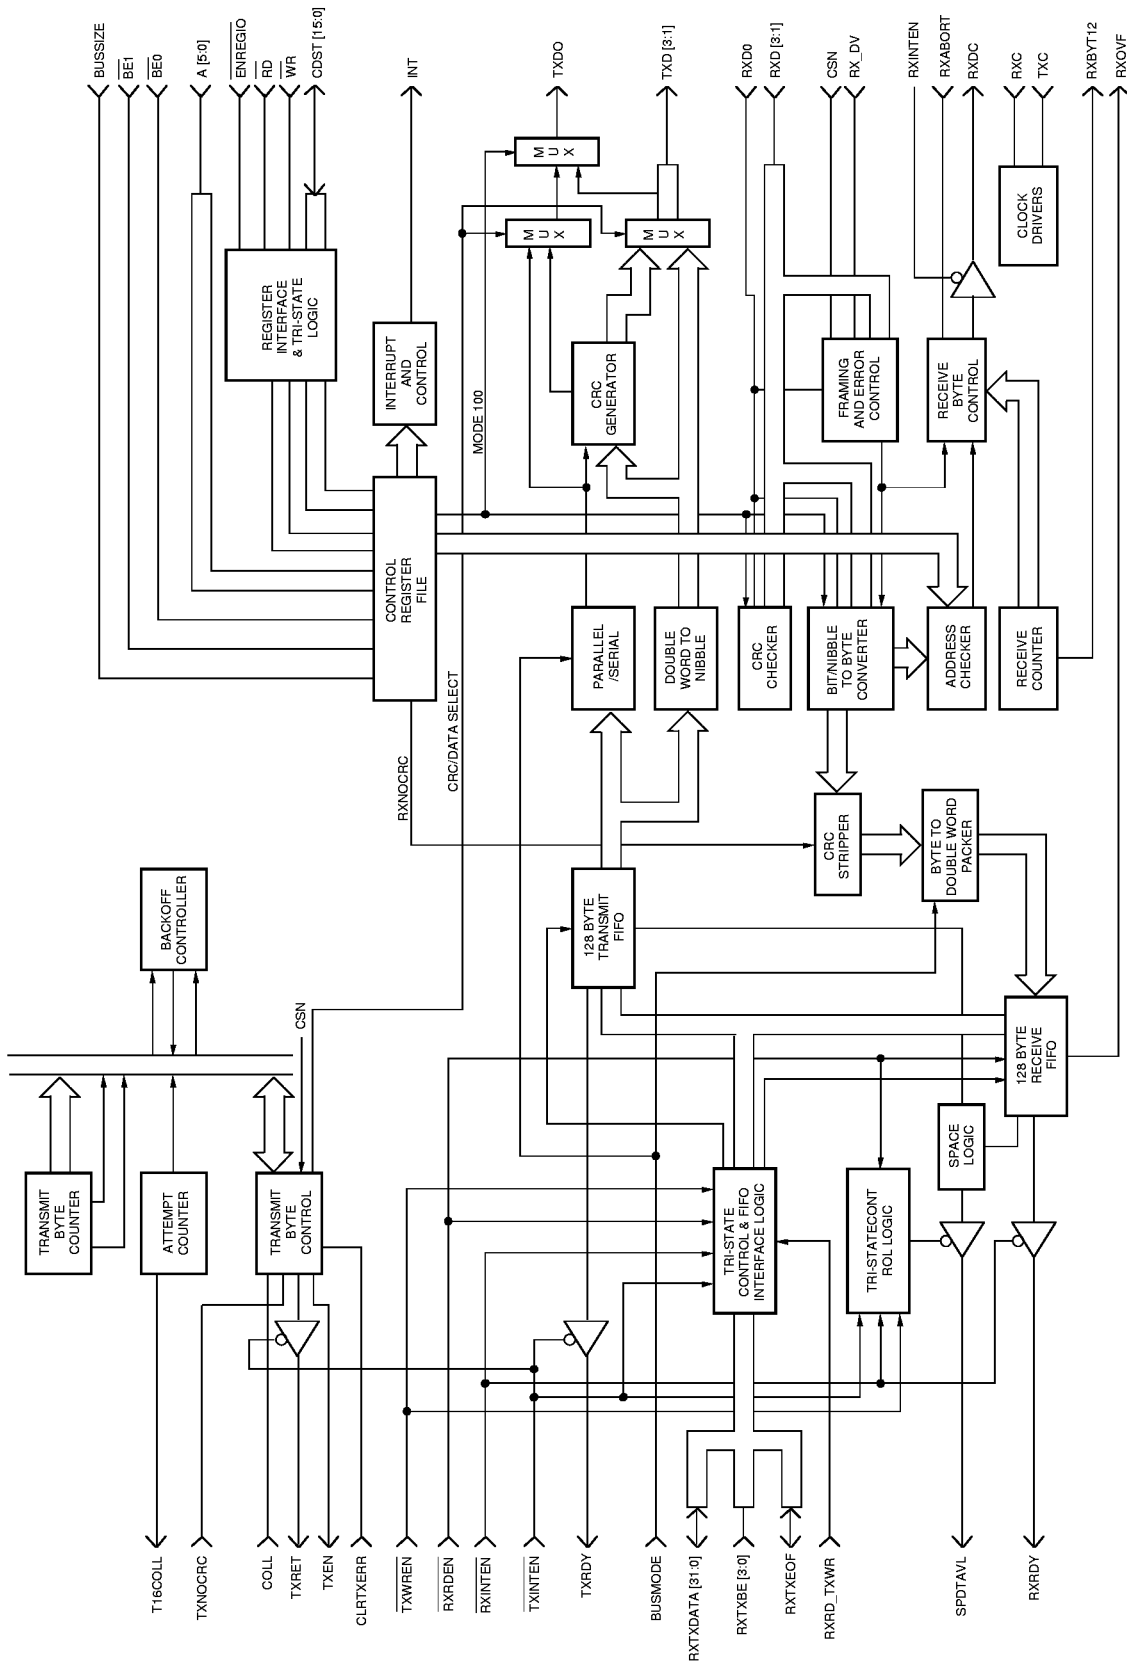 BUSSIZE
BE1
BE0
A [5:0]
ENREGIO
RD
WR
CDST [15:0]
INT
TXDO
TXD [3:1]
RXD0
RXD [3:1]
CSN
RX_DV
RXINTEN
RXABORT
RXDC
RXC
TXC
RXBYT12
RXOVF
REGISTER
INTERFACE
& TRI-STATE
LOGIC
INTERRUPT
AND
CONTROL
MUX
MUX
MUX
CLOCK
DRIVERS
CRC
GENERATOR
FRAMING
AND ERROR
CONTROL
RECEIVE
BYTE
CONTROL
MODE 100
CRC/DATA SELECT
RXNOCRC
CONTROL
REGISTER
FILE
PARALLEL
/SERIAL
DOUBLE
WORD TO
NIBBLE
CRC
CHECKER
BIT/NIBBLE
TO BYTE
CONVERTER
ADDRESS
CHECKER
RECEIVE
COUNTER
BACKOFF
CONTROLLER
CSN
128 BYTE
TRANSMIT
FIFO
CRC
STRIPPER
BYTE TO
DOUBLE WORD
PACKER
128 BYTE
RECEIVE
FIFO
TRANSMIT
BYTE
COUNTER
ATTEMPT
COUNTER
TRANSMIT
BYTE
CONTROL
TRI-STATE
CONTROL & FIFO
INTERFACE LOGIC
TRI-STATECONT
ROL LOGIC
SPACE
LOGIC
T16COLL
TXNOCRC
COLL
TXRET
TXEN
CLRTXERR
TXWREN
RXRDEN
RXINTEN
TXINTEN
TXRDY
BUSMODE
RXTXDATA [31:0]
RXTXBE [3:0]
RXTXEOF
RXRD_TXWR
SPDTAVL
RXRDY